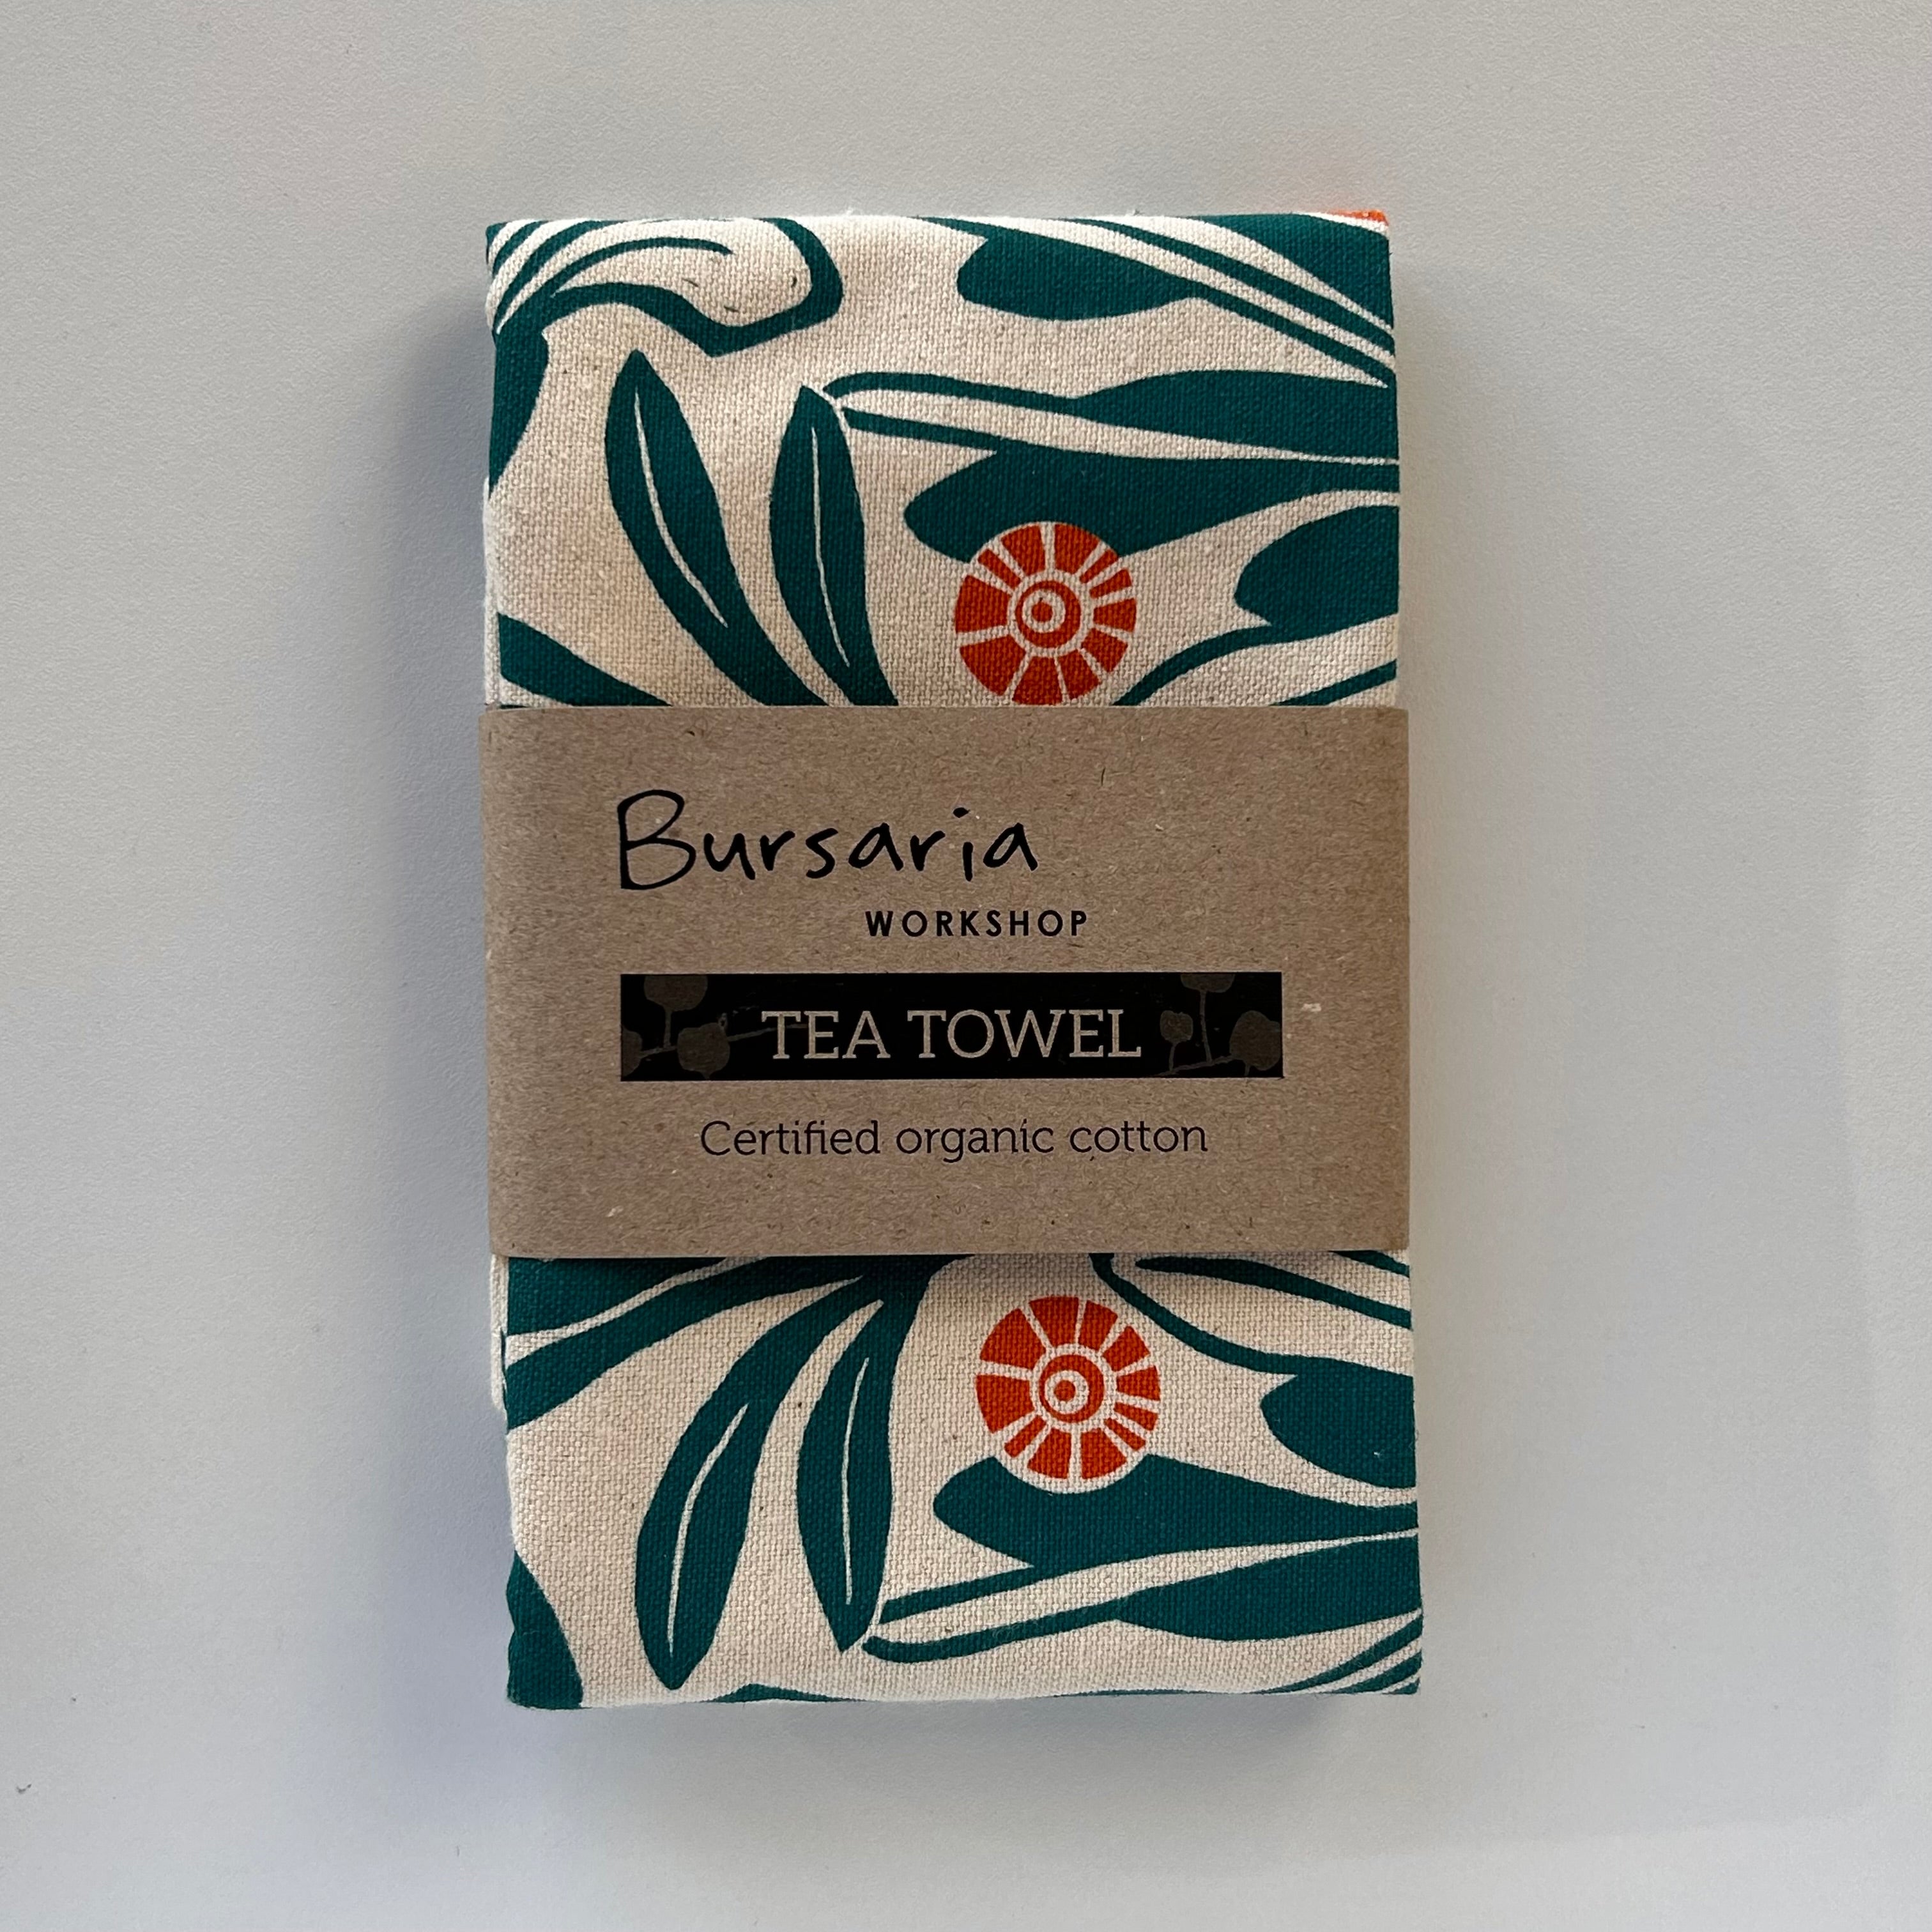 Bursaria
WORKSHOP
TEA TOWEL
Certified organic cotton